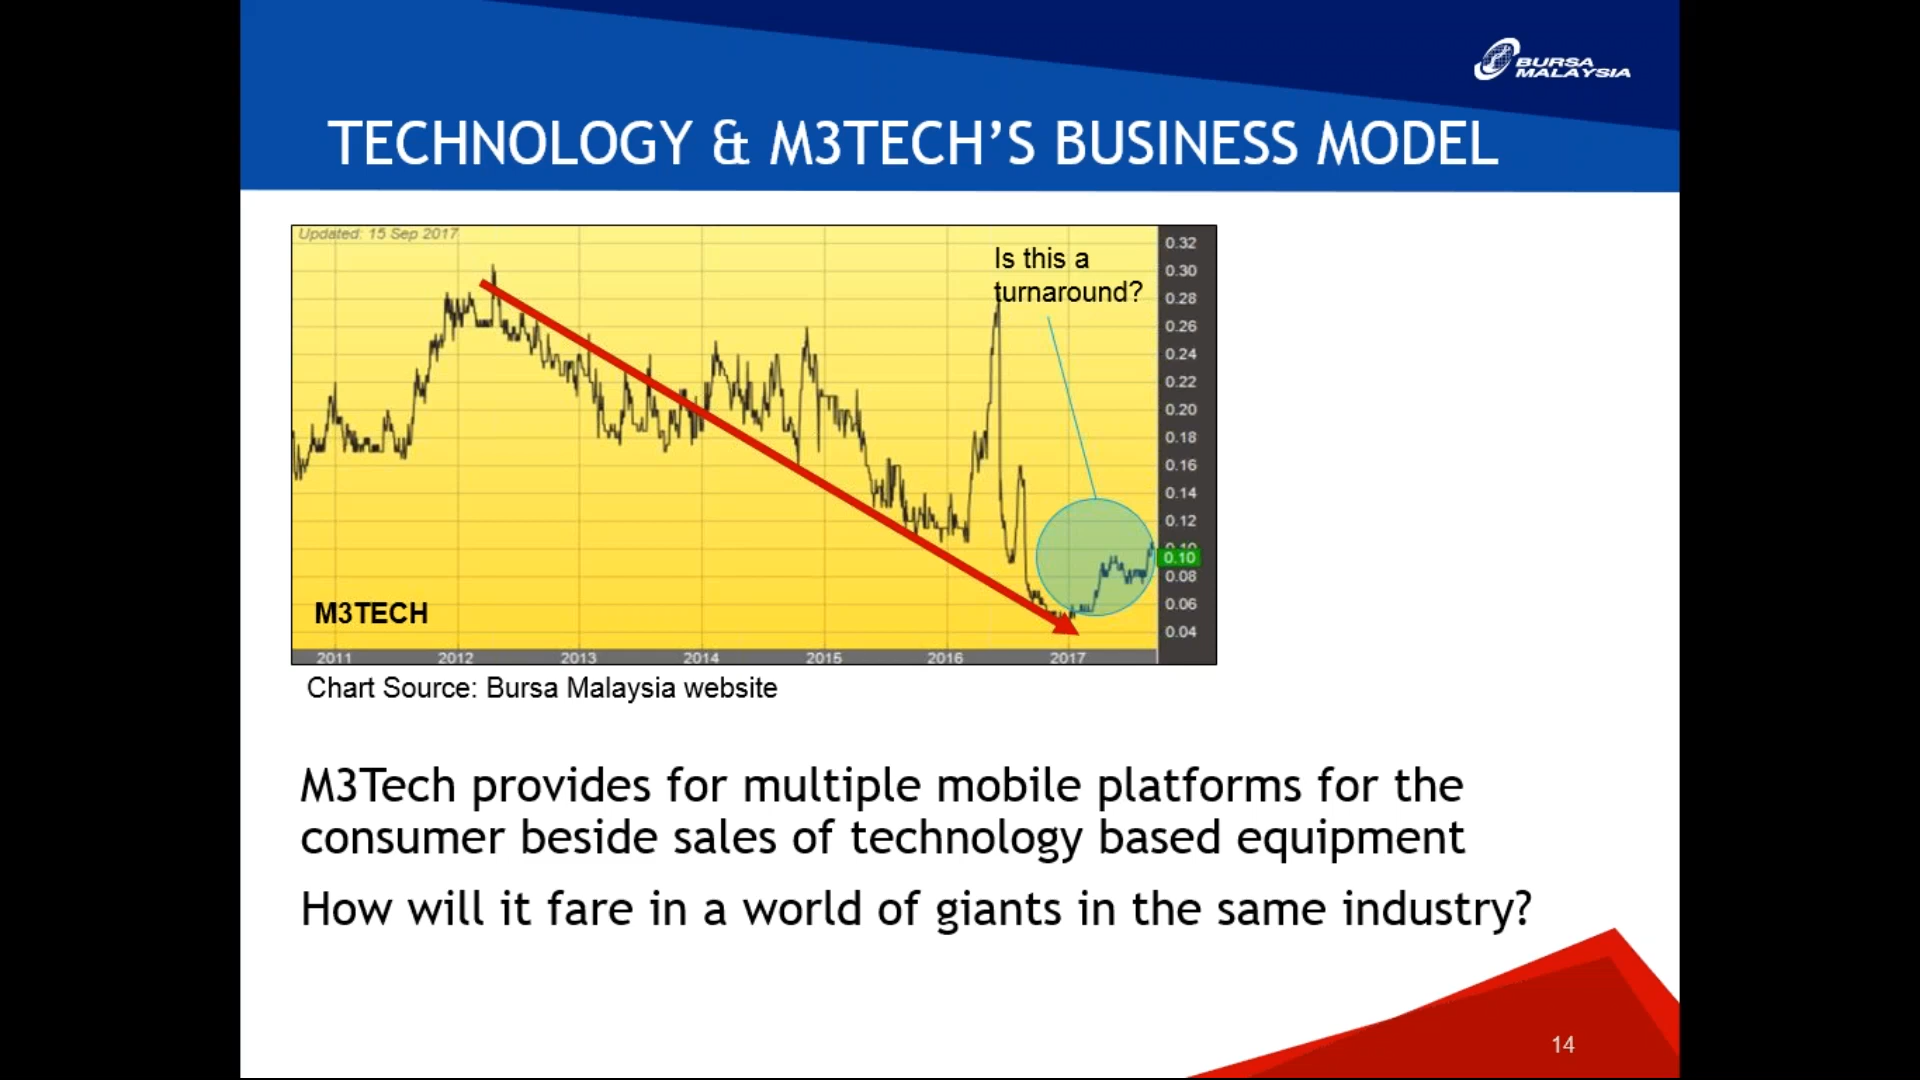 BURSA
MALAYSIA
TECHNOLOGY & M3TECH'S BUSINESS MODEL
Updated: 15 Sep 2017
Is this a
turnaround?
0.32
0.30
0.28
0.26
0.24
0.22
0.20
0.18
0.16
0.14
0.12
0.10
0.10
0.08
0.06
0.04
M3TECH
2011 2012 2013 2014 2015 2016 2017
Chart Source: Bursa Malaysia website
M3Tech provides for multiple mobile platforms for the
consumer beside sales of technology based equipment
How will it fare in a world of giants in the same industry?
14